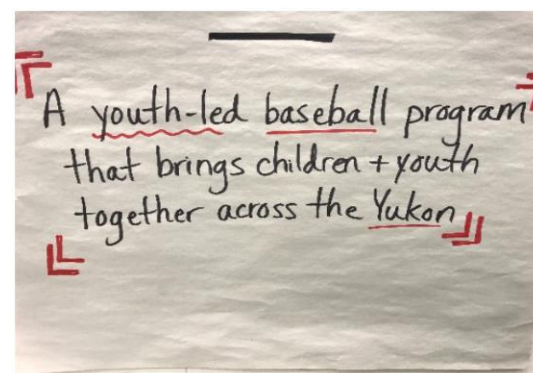 A youth-led baseball program
that brings children + youth
together across the Yukon